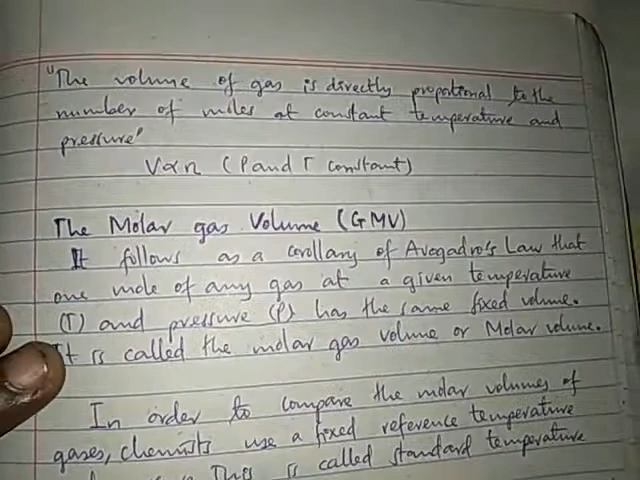 "The volume of gas is directly proportional to the
number of miles at constant temperature and
pressure"
V∝n (P and T constant)
The Molar gas Volume (GMV)
It follows as a corollary of Avogadro's Law that
one mole of any gas at a given temperature
(T) and pressure (P) has the same fixed volume.
It is called the molar gas volume or Molar volume.
In order to compare the molar volumes of
gases, chemists use a fixed reference temperature
This is called standard temperature